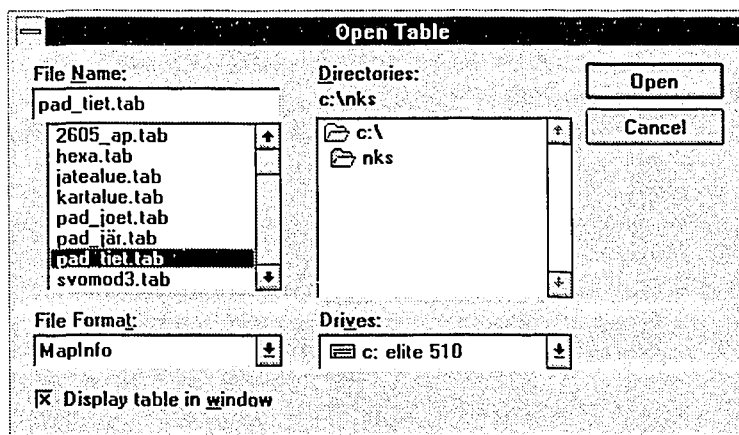 Open Table
File Name:
pad_tiet.tab
2605_ap.tab
hexa.tab
jatealue.tab
kartalue.tab
pad_joet.tab
pad_jär.tab
pad_tiet.tab
svomod3.tab
File Format:
MapInfo
Display table in window
Directories:
c:\nks
c:\
nks
Drives:
c: elite 510
Open
Cancel